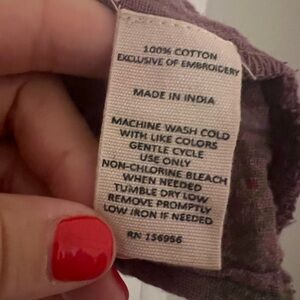 100% COTTON
EXCLUSIVE OF EMBROIDERY
MADE IN INDIA
MACHINE WASH COLD
WITH LIKE COLORS
GENTLE CYCLE
USE ONLY
NON-CHLORINE BLEACH
WHEN NEEDED
TUMBLE DRY LOW
REMOVE PROMPTLY
LOW IRON IF NEEDED
RN 156956